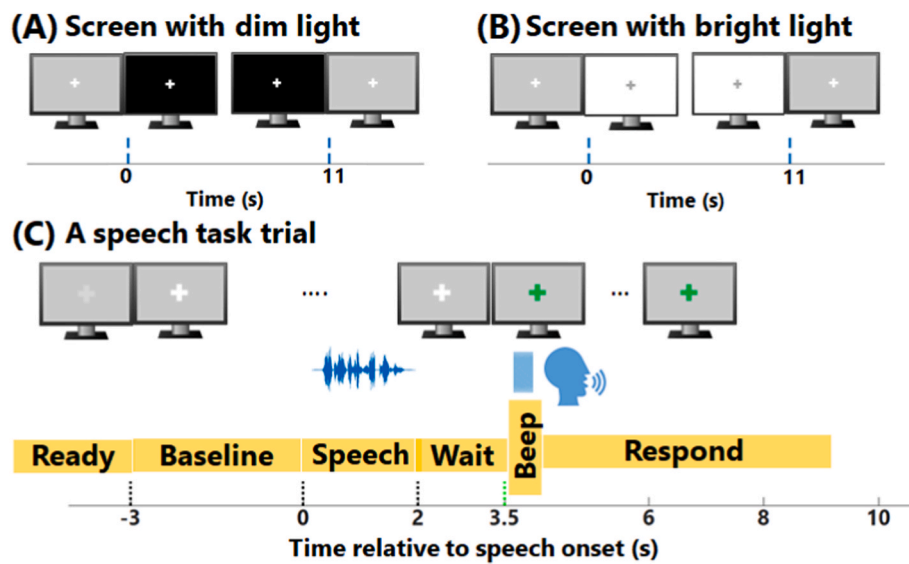 (A) Screen with dim light
0
11
Time (s)
(B) Screen with bright light
0
11
Time (s)
(C) A speech task trial
....
...
Ready
Baseline
Speech
Wait
Beep
Respond
-3
0
2
3.5
6
8
10
Time relative to speech onset (s)